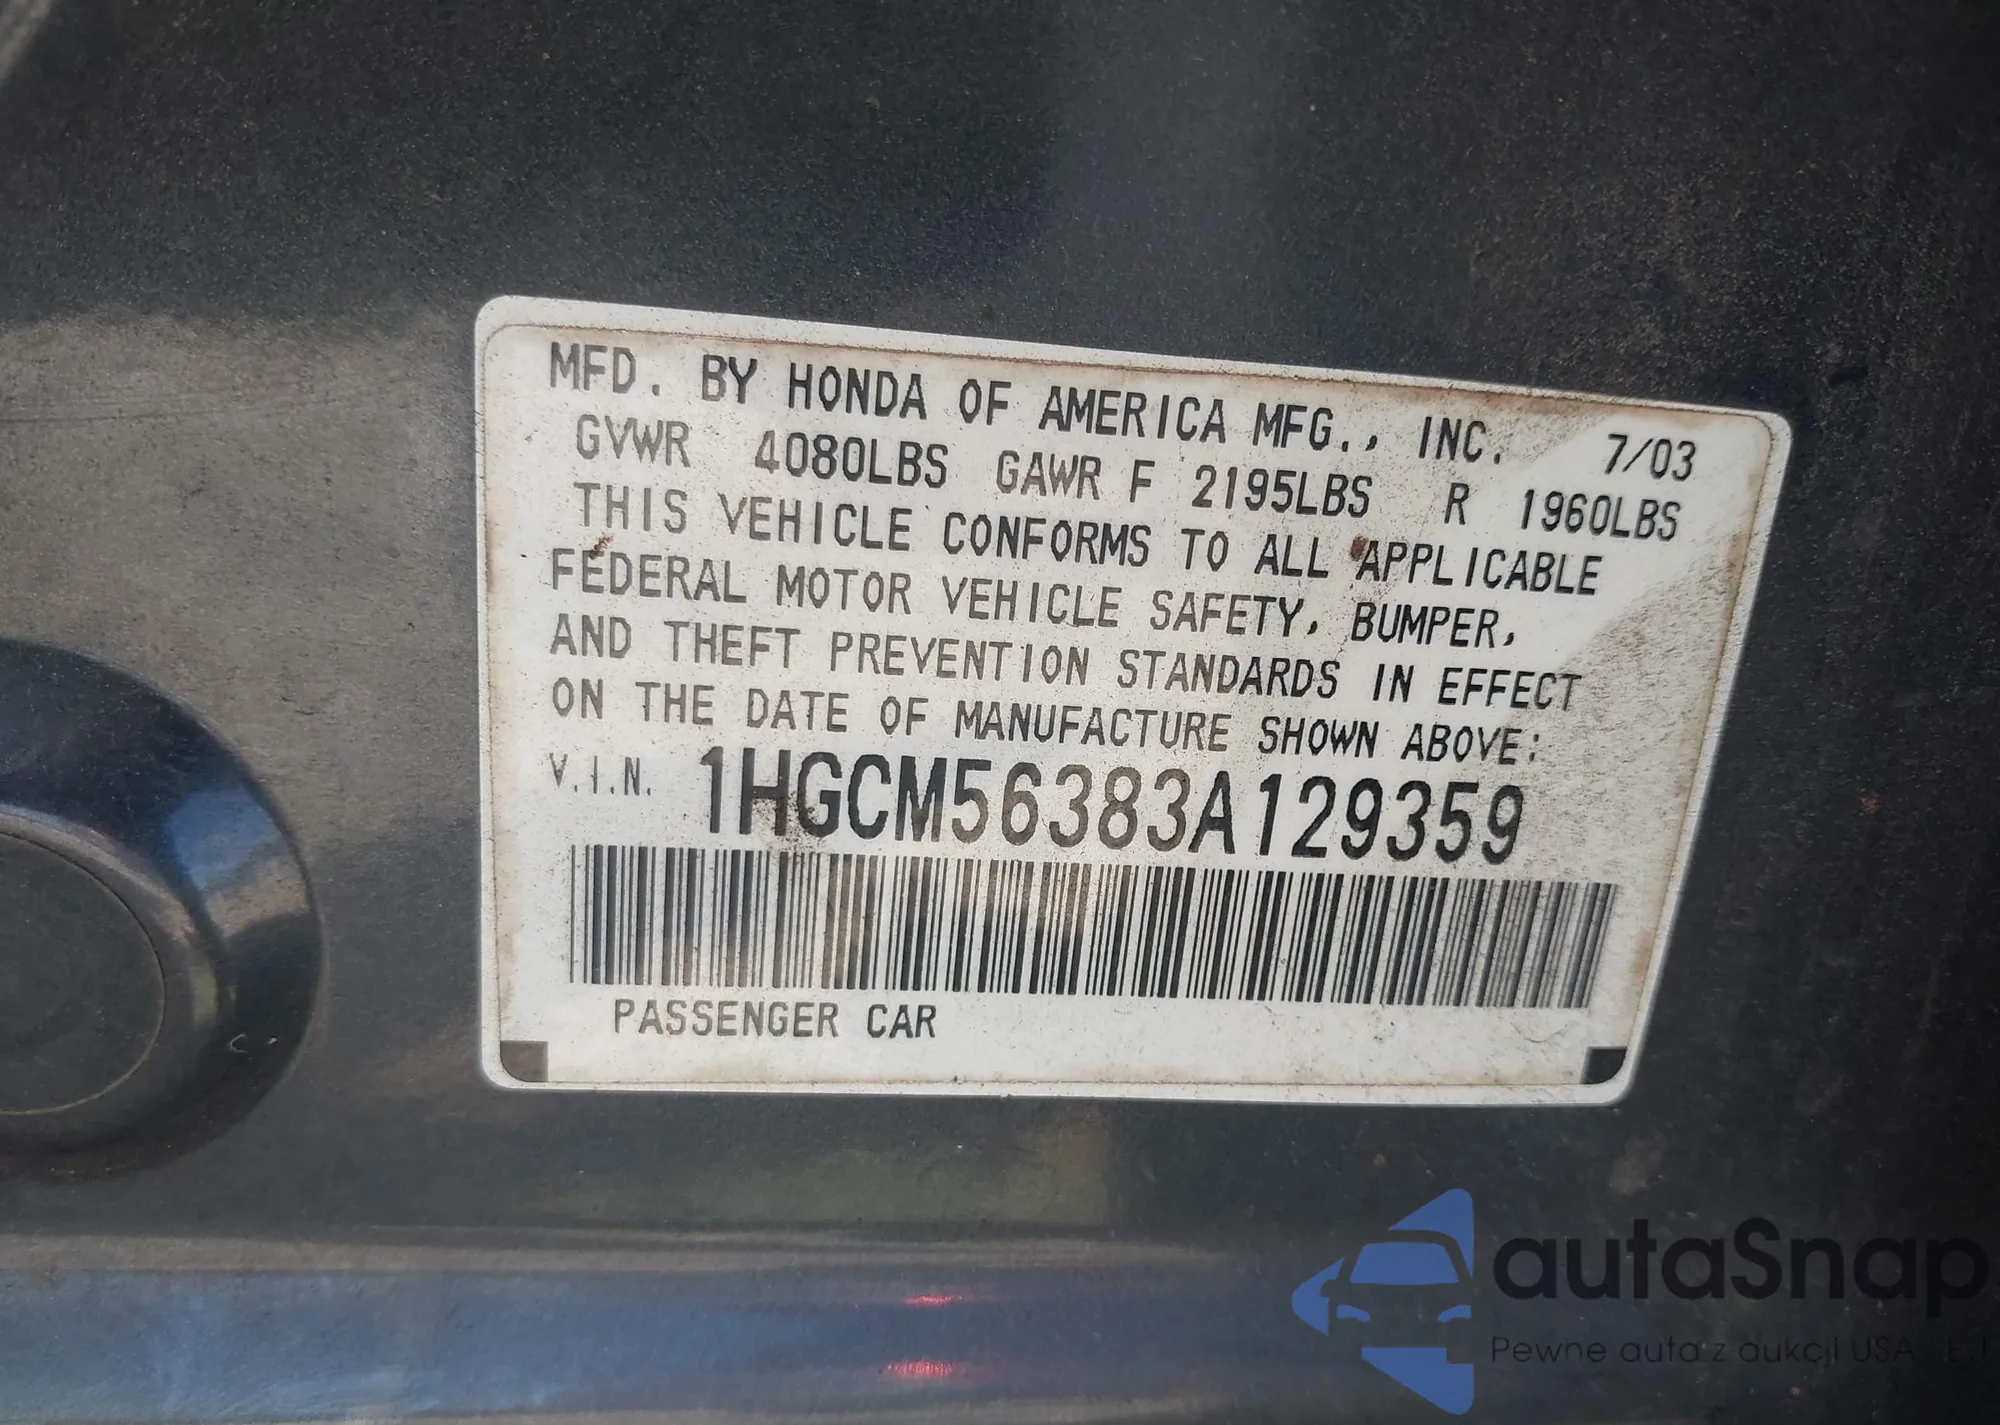 MFD. BY HONDA OF AMERICA MFG., INC. 7/03
GVWR 4080LBS GAWR F 2195LBS R 1960LBS
THIS VEHICLE CONFORMS TO ALL APPLICABLE
FEDERAL MOTOR VEHICLE SAFETY, BUMPER,
AND THEFT PREVENTION STANDARDS IN EFFECT
ON THE DATE OF MANUFACTURE SHOWN ABOVE:
V.I.N. 1HGCM56383A129359
PASSENGER CAR
autaSnap
Pewne auta z aukcji USA